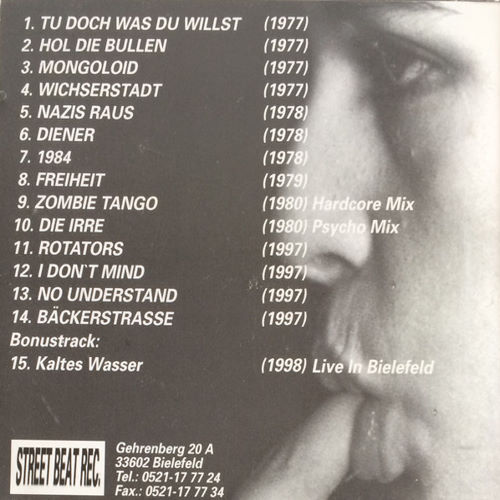 1. TU DOCH WAS DU WILLST (1977)
2. HOL DIE BULLEN (1977)
3. MONGOLOID (1977)
4. WICHSERSTADT (1977)
5. NAZIS RAUS (1978)
6. DIENER (1978)
7. 1984 (1978)
8. FREIHEIT (1979)
9. ZOMBIE TANGO (1980) Hardcore Mix
10. DIE IRRE (1980) Psycho Mix
11. ROTATORS (1997)
12. I DON`T MIND (1997)
13. NO UNDERSTAND (1997)
14. BÄCKERSTRASSE (1997)
Bonustrack:
15. Kaltes Wasser (1998) Live In Bielefeld
STREET BEAT REC.
Gehrenberg 20 A
33602 Bielefeld
Tel.: 0521-17 77 24
Fax.: 0521-17 77 34